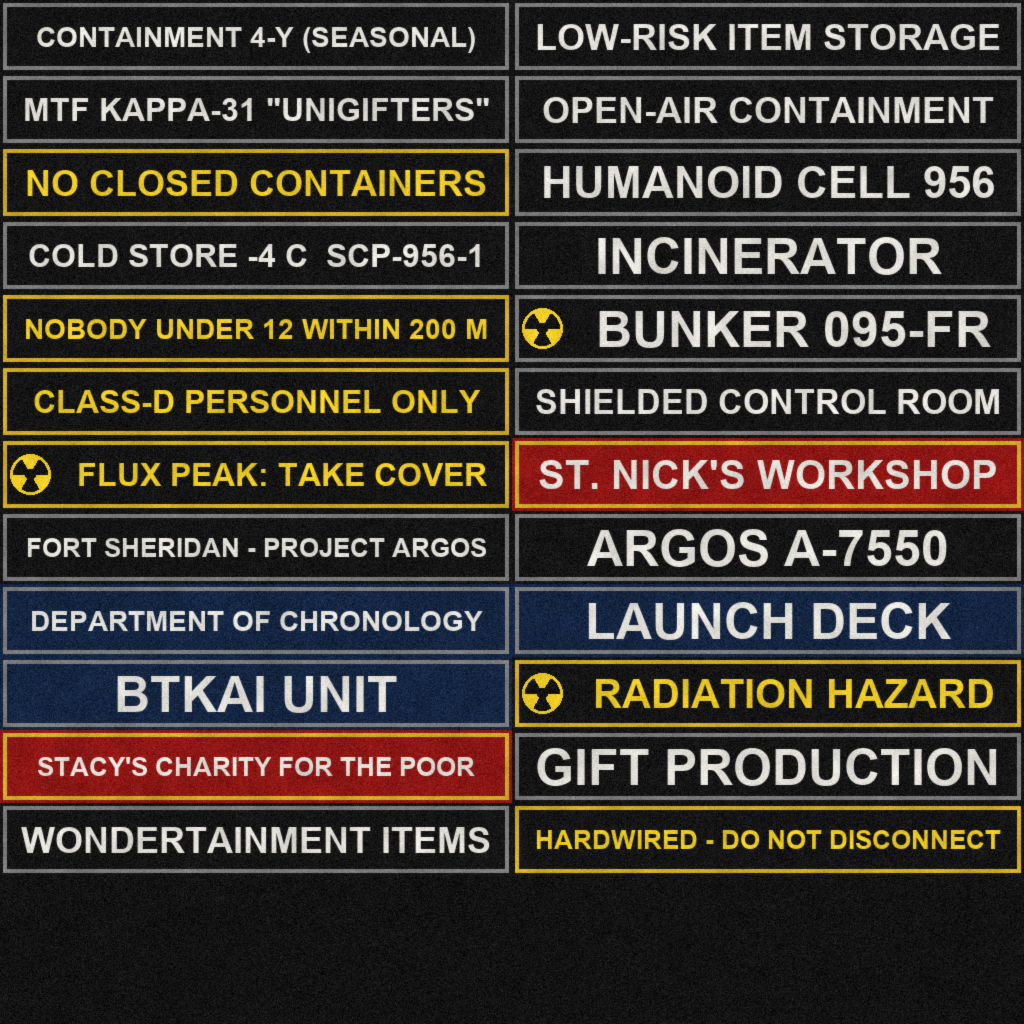 CONTAINMENT 4-Y (SEASONAL)
LOW-RISK ITEM STORAGE
MTF KAPPA-31 "UNIGIFTERS"
OPEN-AIR CONTAINMENT
NO CLOSED CONTAINERS
HUMANOID CELL 956
COLD STORE -4 C  SCP-956-1
INCINERATOR
NOBODY UNDER 12 WITHIN 200 M
BUNKER 095-FR
CLASS-D PERSONNEL ONLY
SHIELDED CONTROL ROOM
FLUX PEAK: TAKE COVER
ST. NICK'S WORKSHOP
FORT SHERIDAN - PROJECT ARGOS
ARGOS A-7550
DEPARTMENT OF CHRONOLOGY
LAUNCH DECK
BTKAI UNIT
RADIATION HAZARD
STACY'S CHARITY FOR THE POOR
GIFT PRODUCTION
WONDERTAINMENT ITEMS
HARDWIRED - DO NOT DISCONNECT